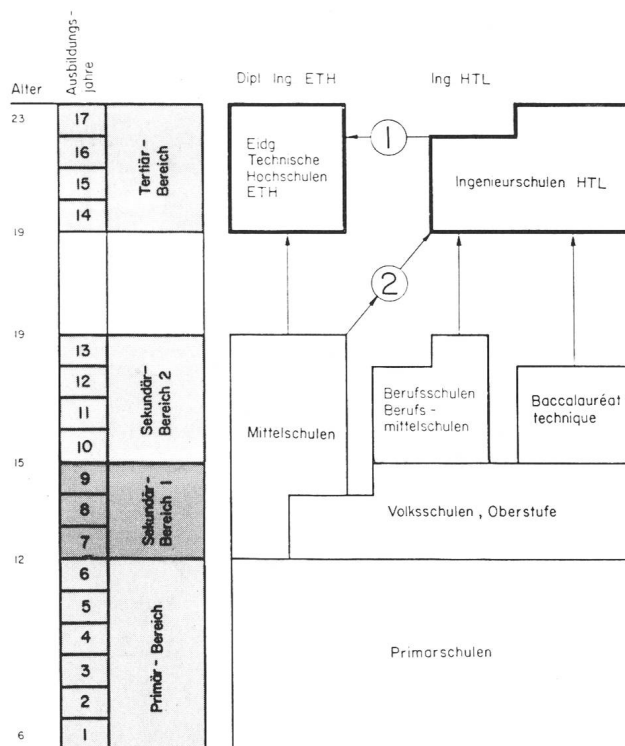 Alter
Ausbildungs-
jahre
Dipl Ing ETH
Ing HTL
23
17
16
15
14
19
Tertiär-
Bereich
Eidg
Technische
Hochschulen
ETH
1
Ingenieurschulen HTL
2
19
13
12
11
10
15
Sekundär-
Bereich 2
Mittelschulen
Berufsschulen
Berufs-
mittelschulen
Baccalauréat
technique
9
8
7
12
Sekundär-
Bereich 1
Volksschulen, Oberstufe
6
5
4
3
2
1
6
Primär-Bereich
Primarschulen